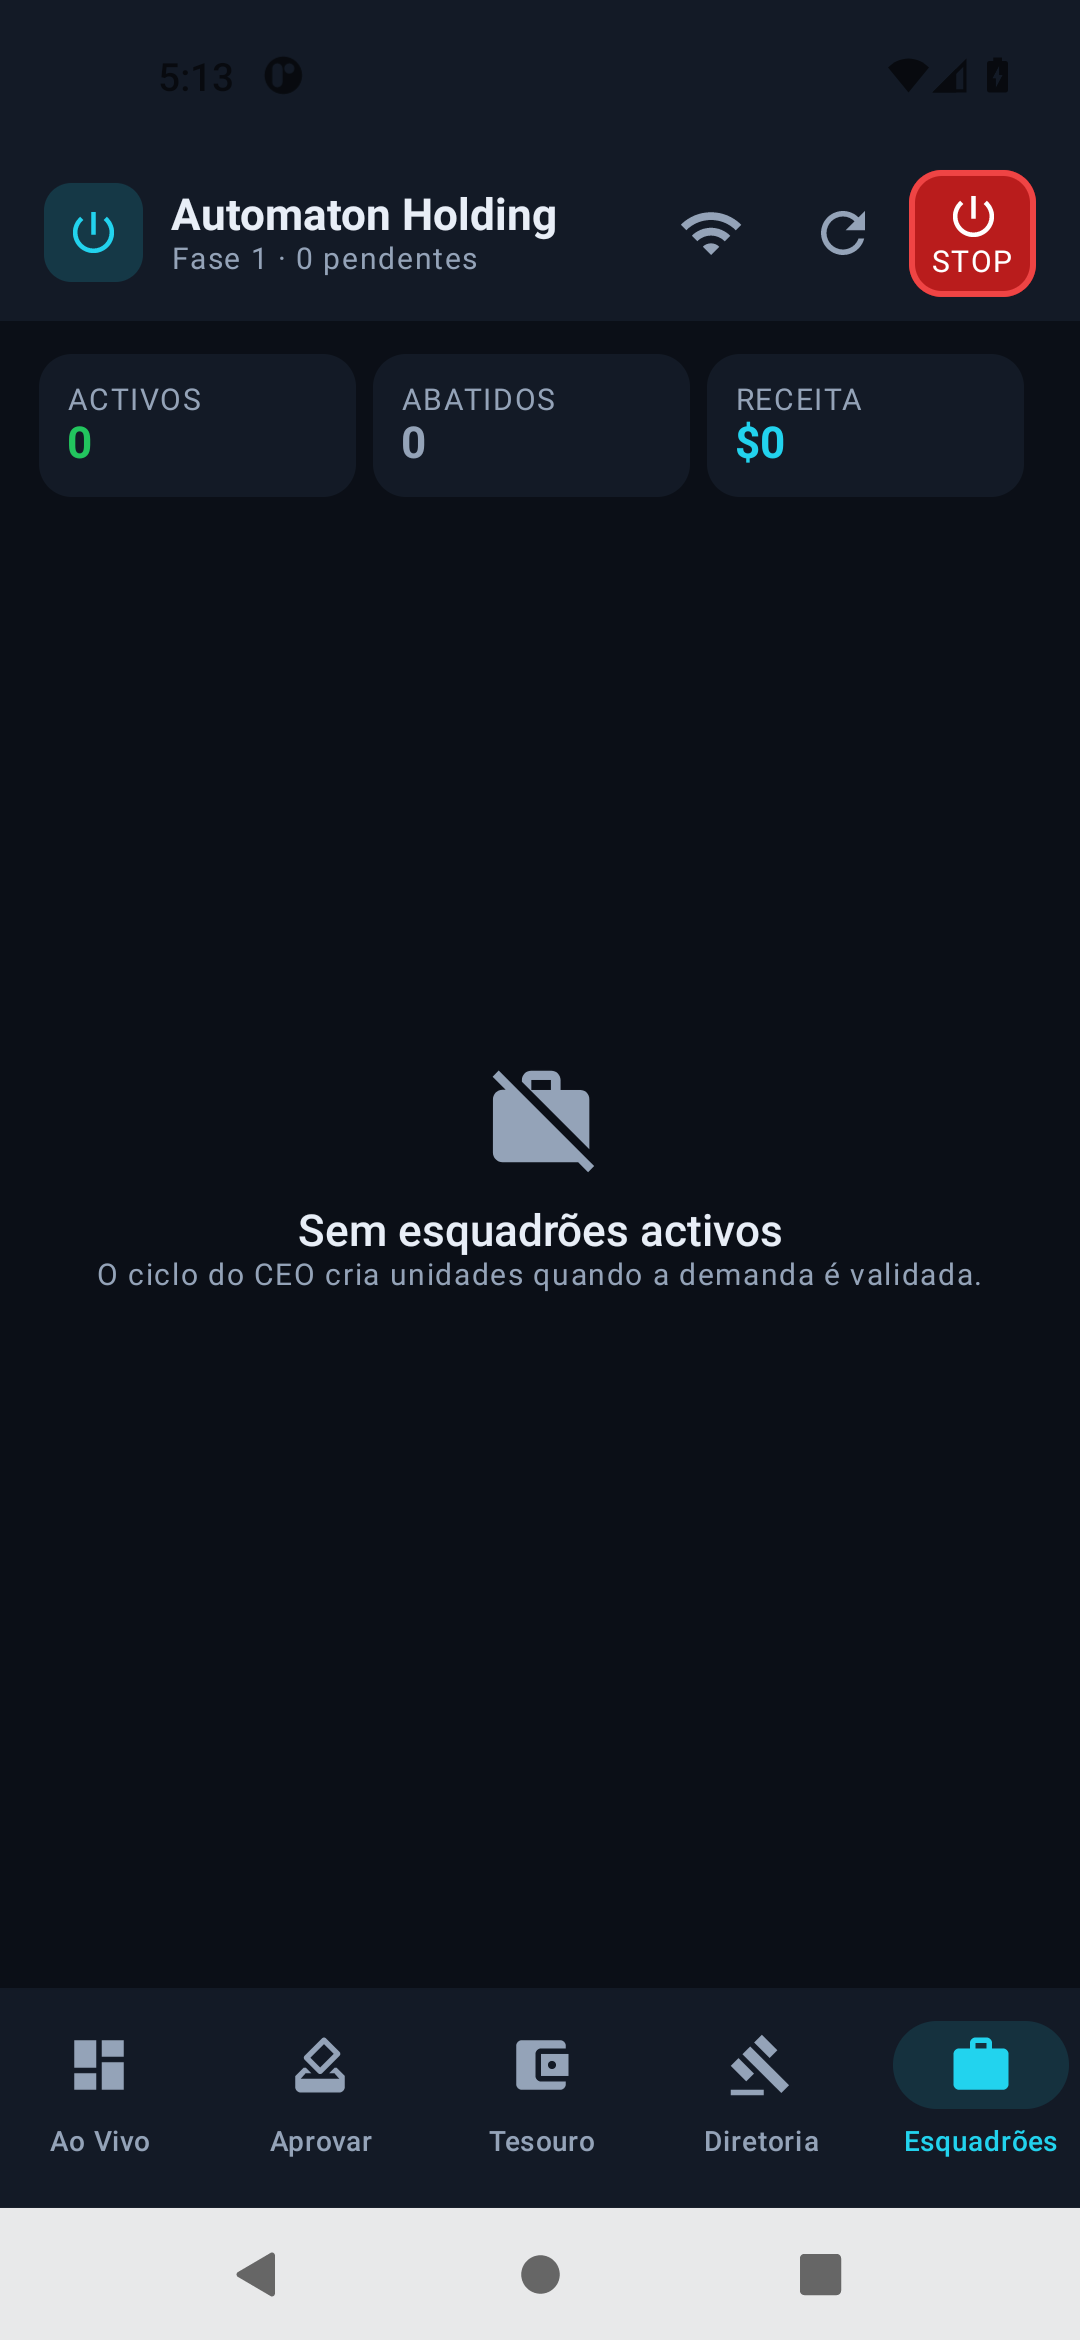 5:13
Automaton Holding
Fase 1 · 0 pendentes
STOP
ACTIVOS
0
ABATIDOS
0
RECEITA
$0
Sem esquadrões activos
O ciclo do CEO cria unidades quando a demanda é validada.
Ao Vivo
Aprovar
Tesouro
Diretoria
Esquadrões